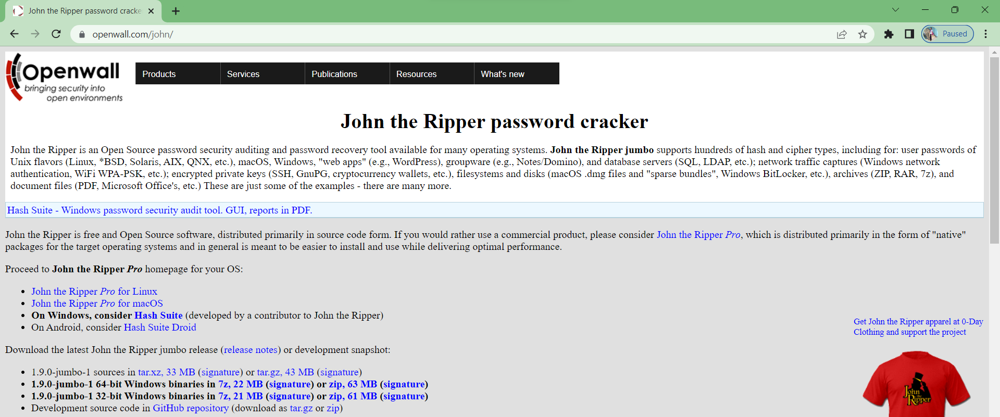 John the Ripper password cracke
openwall.com/john/
Paused
Openwall
bringing security into
open environments
Products Services Publications Resources What's new
John the Ripper password cracker
John the Ripper is an Open Source password security auditing and password recovery tool available for many operating systems. John the Ripper jumbo supports hundreds of hash and cipher types, including for: user passwords of
Unix flavors (Linux, *BSD, Solaris, AIX, QNX, etc.), macOS, Windows, "web apps" (e.g., WordPress), groupware (e.g., Notes/Domino), and database servers (SQL, LDAP, etc.); network traffic captures (Windows network
authentication, WiFi WPA-PSK, etc.); encrypted private keys (SSH, GnuPG, cryptocurrency wallets, etc.), filesystems and disks (macOS .dmg files and "sparse bundles", Windows BitLocker, etc.), archives (ZIP, RAR, 7z), and
document files (PDF, Microsoft Office's, etc.) These are just some of the examples - there are many more.
Hash Suite - Windows password security audit tool. GUI, reports in PDF.
John the Ripper is free and Open Source software, distributed primarily in source code form. If you would rather use a commercial product, please consider John the Ripper Pro, which is distributed primarily in the form of "native"
packages for the target operating systems and in general is meant to be easier to install and use while delivering optimal performance.
Proceed to John the Ripper Pro homepage for your OS:
• John the Ripper Pro for Linux
• John the Ripper Pro for macOS
• On Windows, consider Hash Suite (developed by a contributor to John the Ripper)
• On Android, consider Hash Suite Droid
Get John the Ripper apparel at 0-Day
Clothing and support the project
Download the latest John the Ripper jumbo release (release notes) or development snapshot:
• 1.9.0-jumbo-1 sources in tar.xz, 33 MB (signature) or tar.gz, 43 MB (signature)
• 1.9.0-jumbo-1 64-bit Windows binaries in 7z, 22 MB (signature) or zip, 63 MB (signature)
• 1.9.0-jumbo-1 32-bit Windows binaries in 7z, 21 MB (signature) or zip, 61 MB (signature)
• Development source code in GitHub repository (download as tar.gz or zip)
John
the
Ripper